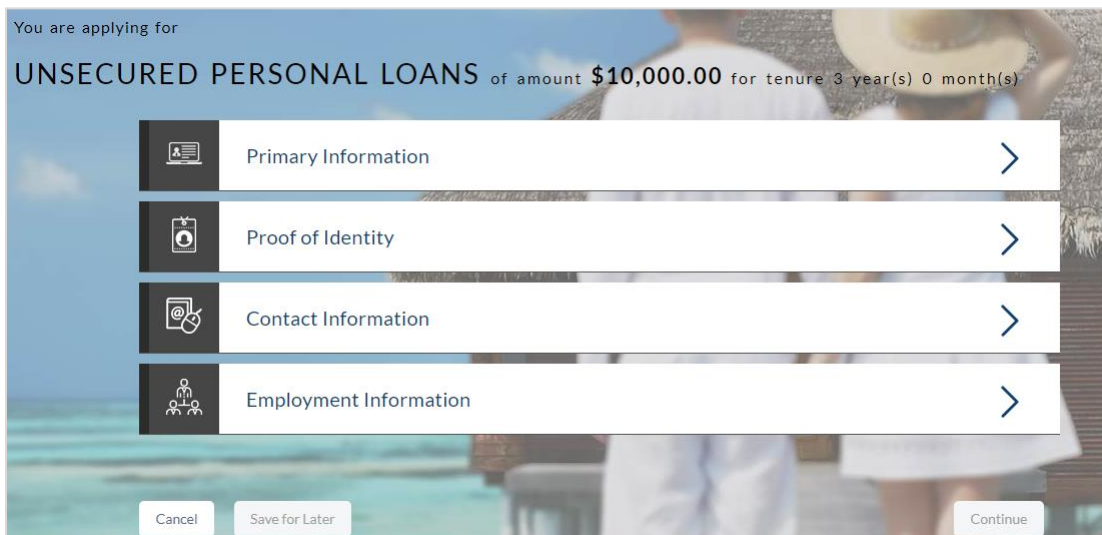 You are applying for
UNSECURED PERSONAL LOANS of amount $10,000.00 for tenure 3 year(s) 0 month(s)
Primary Information
Proof of Identity
Contact Information
Employment Information
Cancel Save for Later Continue